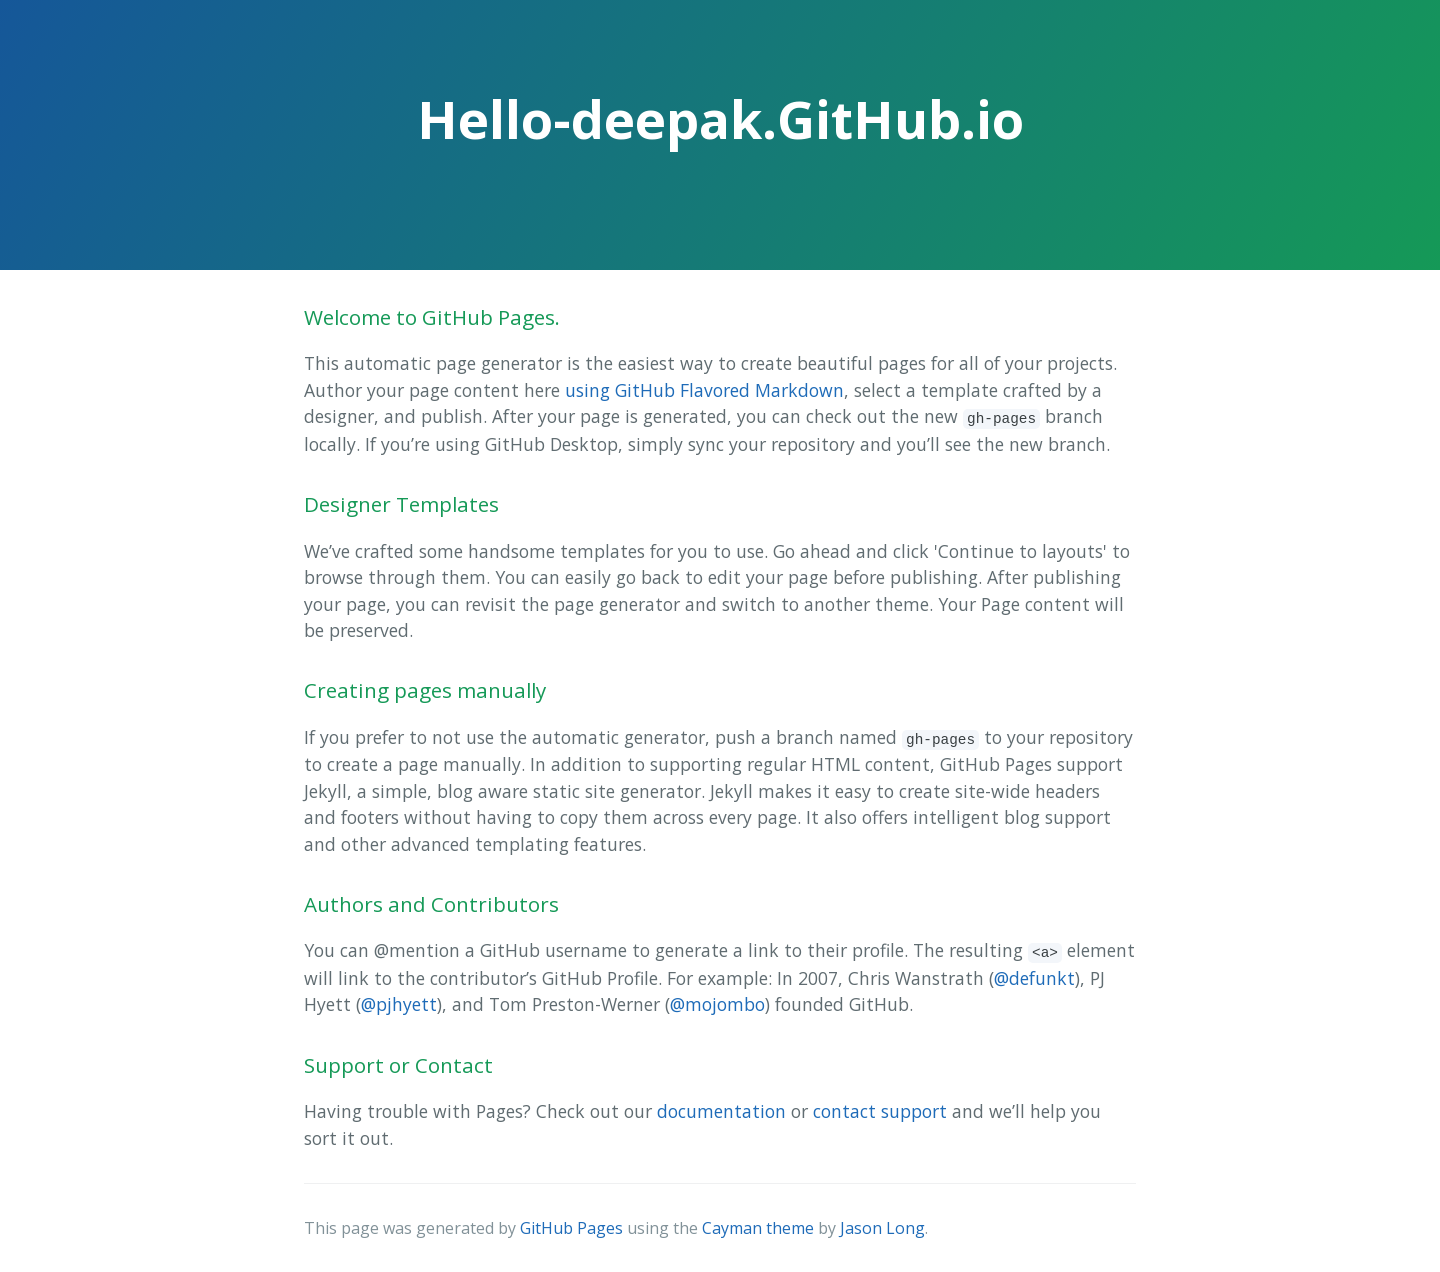 Hello-deepak.GitHub.io
Welcome to GitHub Pages.
This automatic page generator is the easiest way to create beautiful pages for all of your projects.
Author your page content here using GitHub Flavored Markdown, select a template crafted by a
designer, and publish. After your page is generated, you can check out the new gh-pages branch
locally. If you’re using GitHub Desktop, simply sync your repository and you’ll see the new branch.
Designer Templates
We’ve crafted some handsome templates for you to use. Go ahead and click 'Continue to layouts' to
browse through them. You can easily go back to edit your page before publishing. After publishing
your page, you can revisit the page generator and switch to another theme. Your Page content will
be preserved.
Creating pages manually
If you prefer to not use the automatic generator, push a branch named gh-pages to your repository
to create a page manually. In addition to supporting regular HTML content, GitHub Pages support
Jekyll, a simple, blog aware static site generator. Jekyll makes it easy to create site-wide headers
and footers without having to copy them across every page. It also offers intelligent blog support
and other advanced templating features.
Authors and Contributors
You can @mention a GitHub username to generate a link to their profile. The resulting <a> element
will link to the contributor’s GitHub Profile. For example: In 2007, Chris Wanstrath (@defunkt), PJ
Hyett (@pjhyett), and Tom Preston-Werner (@mojombo) founded GitHub.
Support or Contact
Having trouble with Pages? Check out our documentation or contact support and we’ll help you
sort it out.
This page was generated by GitHub Pages using the Cayman theme by Jason Long.